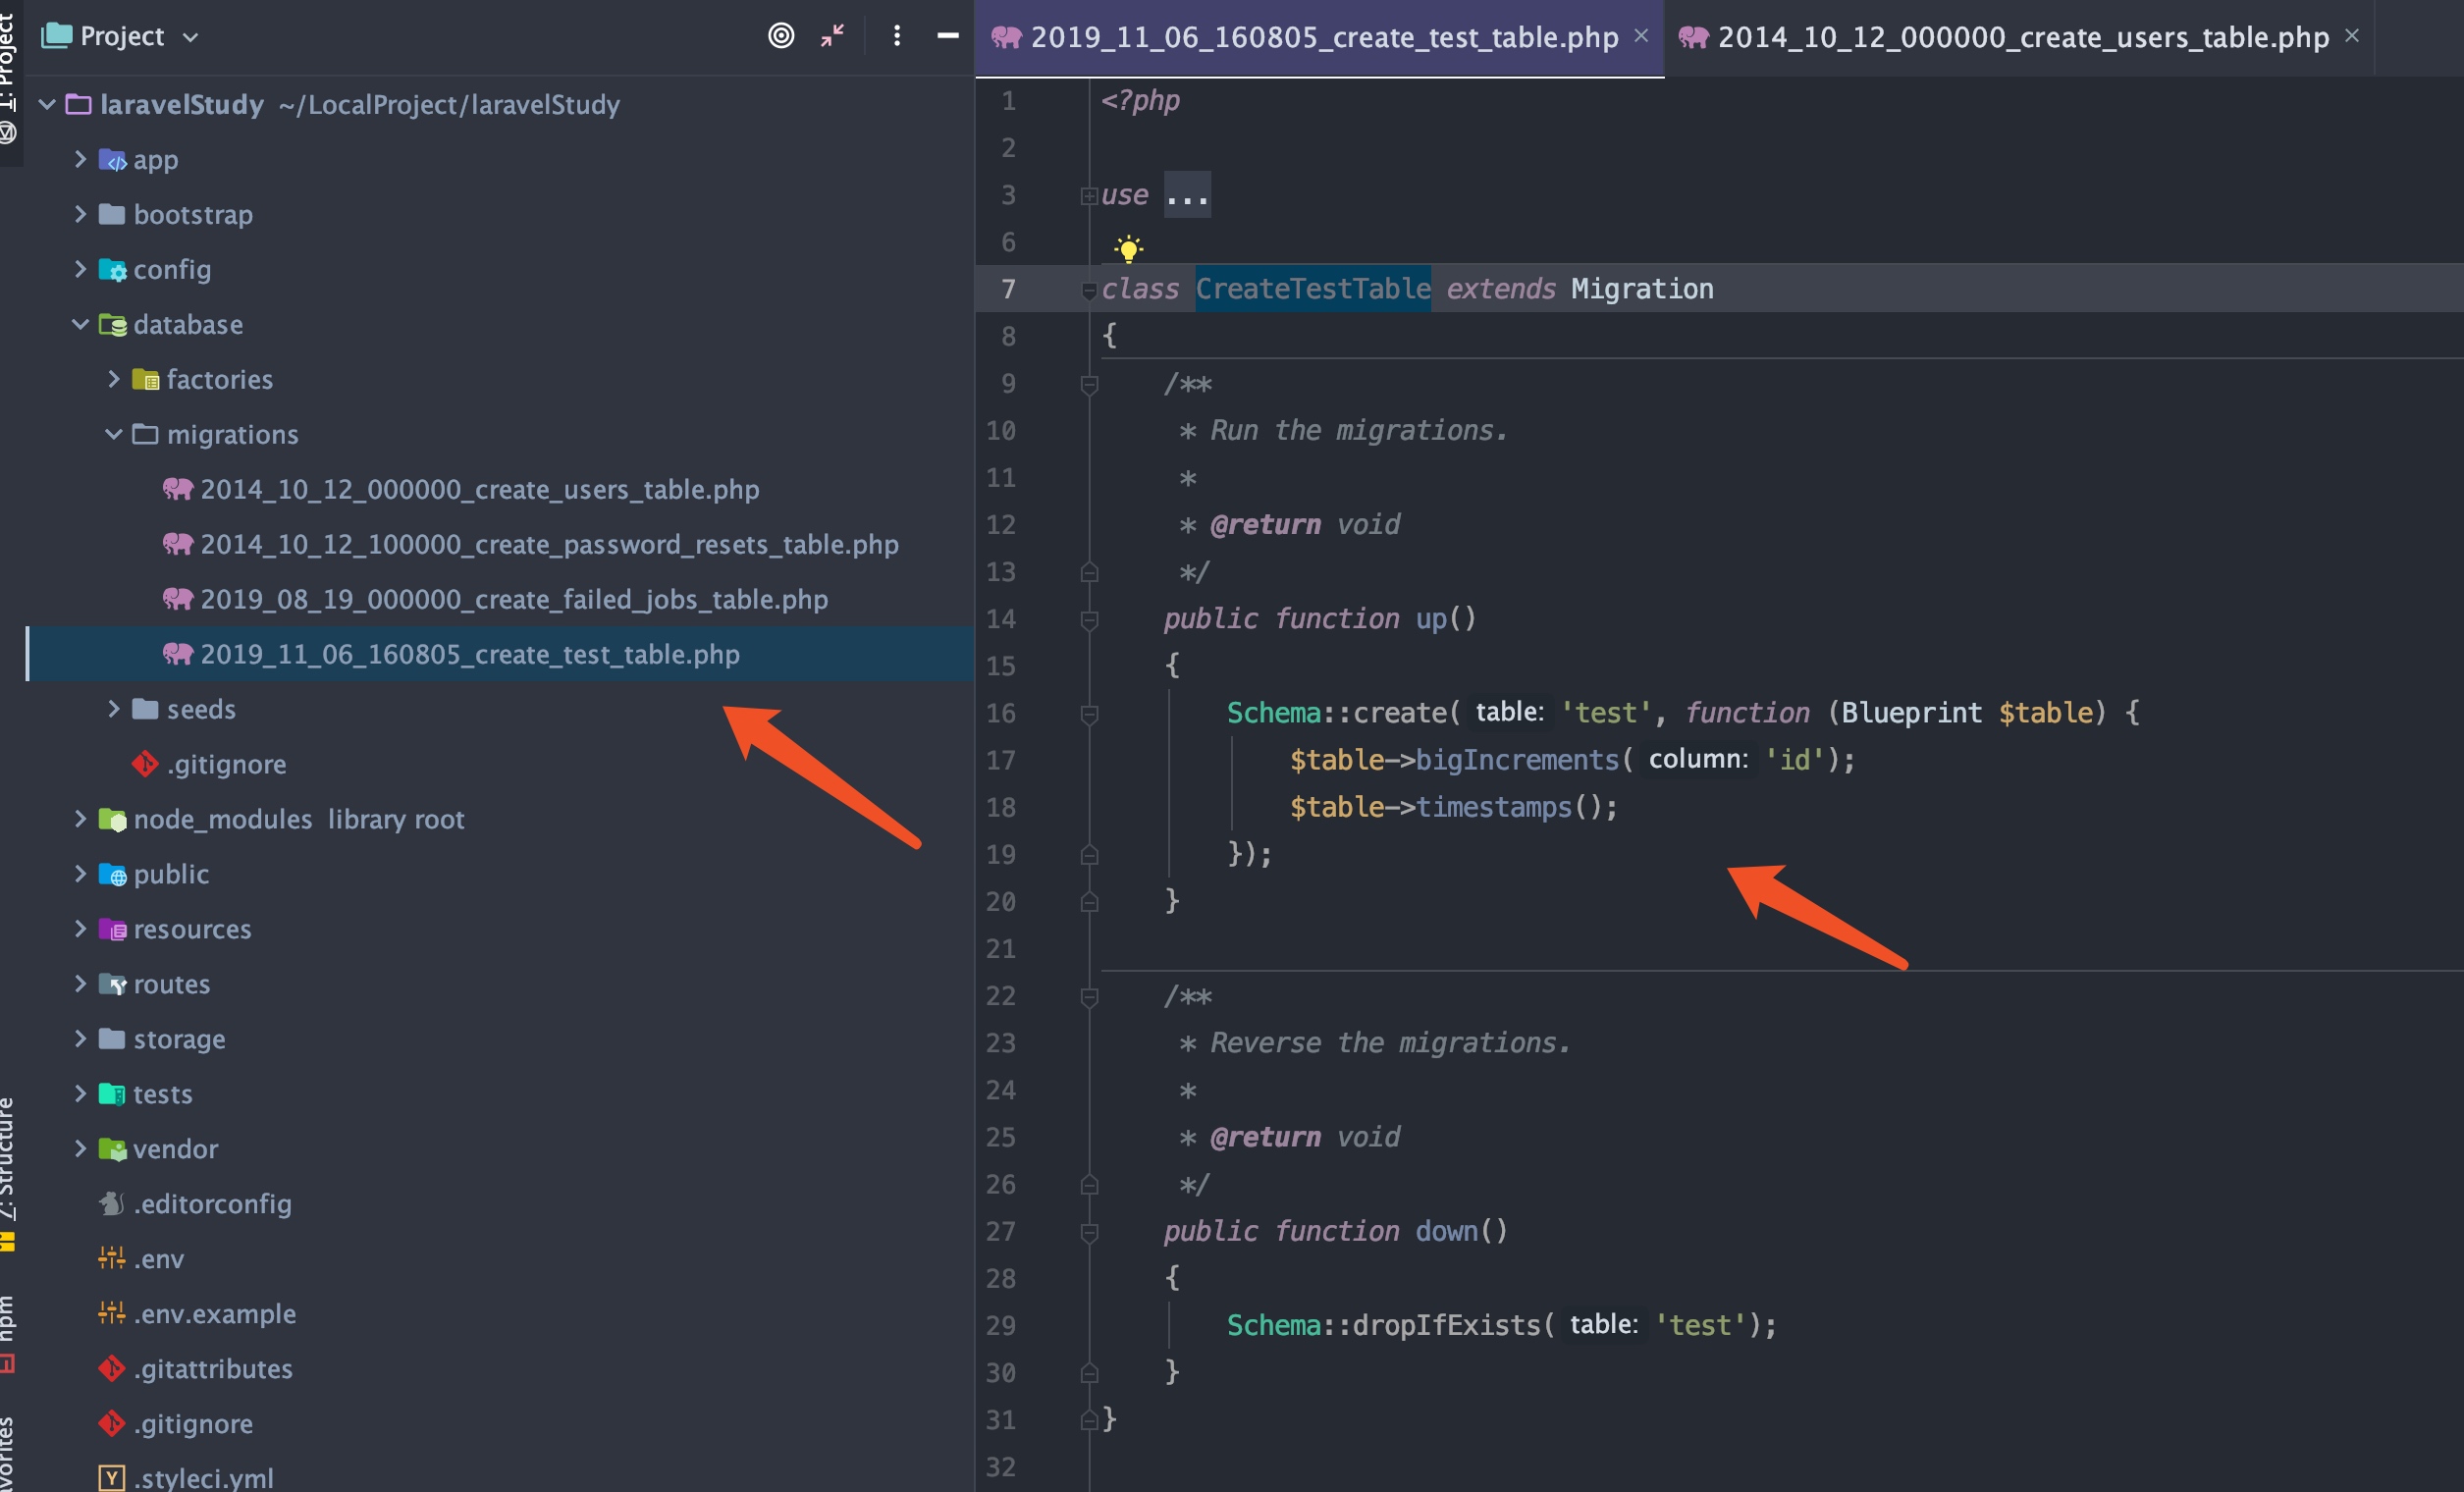 1: Project
Project
laravelStudy ~/LocalProject/laravelStudy
app
bootstrap
config
database
factories
migrations
2014_10_12_000000_create_users_table.php
2014_10_12_100000_create_password_resets_table.php
2019_08_19_000000_create_failed_jobs_table.php
2019_11_06_160805_create_test_table.php
seeds
.gitignore
node_modules library root
public
resources
routes
storage
tests
vendor
.editorconfig
.env
.env.example
.gitattributes
.gitignore
.styleci.yml
7: Structure
npm
2019_11_06_160805_create_test_table.php
2014_10_12_000000_create_users_table.php
1 <?php
2
3 use ...
6
7 class CreateTestTable extends Migration
8 {
9 /**
10 * Run the migrations.
11 *
12 * @return void
13 */
14 public function up()
15 {
16 Schema::create( table: 'test', function (Blueprint $table) {
17 $table->bigIncrements( column: 'id');
18 $table->timestamps();
19 });
20 }
21
22 /**
23 * Reverse the migrations.
24 *
25 * @return void
26 */
27 public function down()
28 {
29 Schema::dropIfExists( table: 'test');
30 }
31 }
32